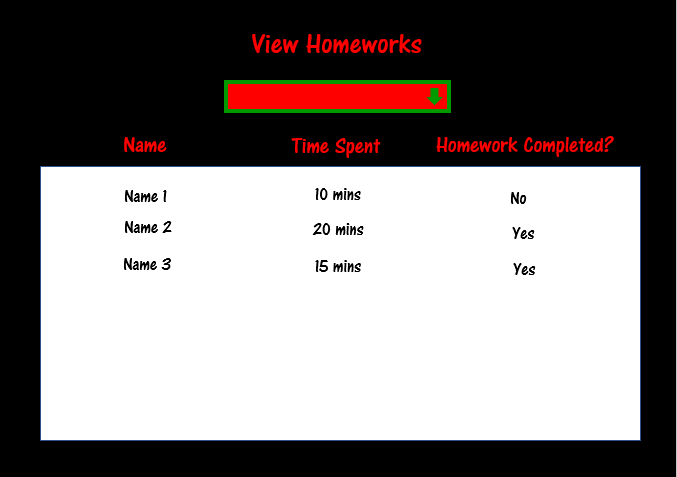 View Homeworks
Name Time Spent Homework Completed?
Name 1 10 mins No
Name 2 20 mins Yes
Name 3 15 mins Yes